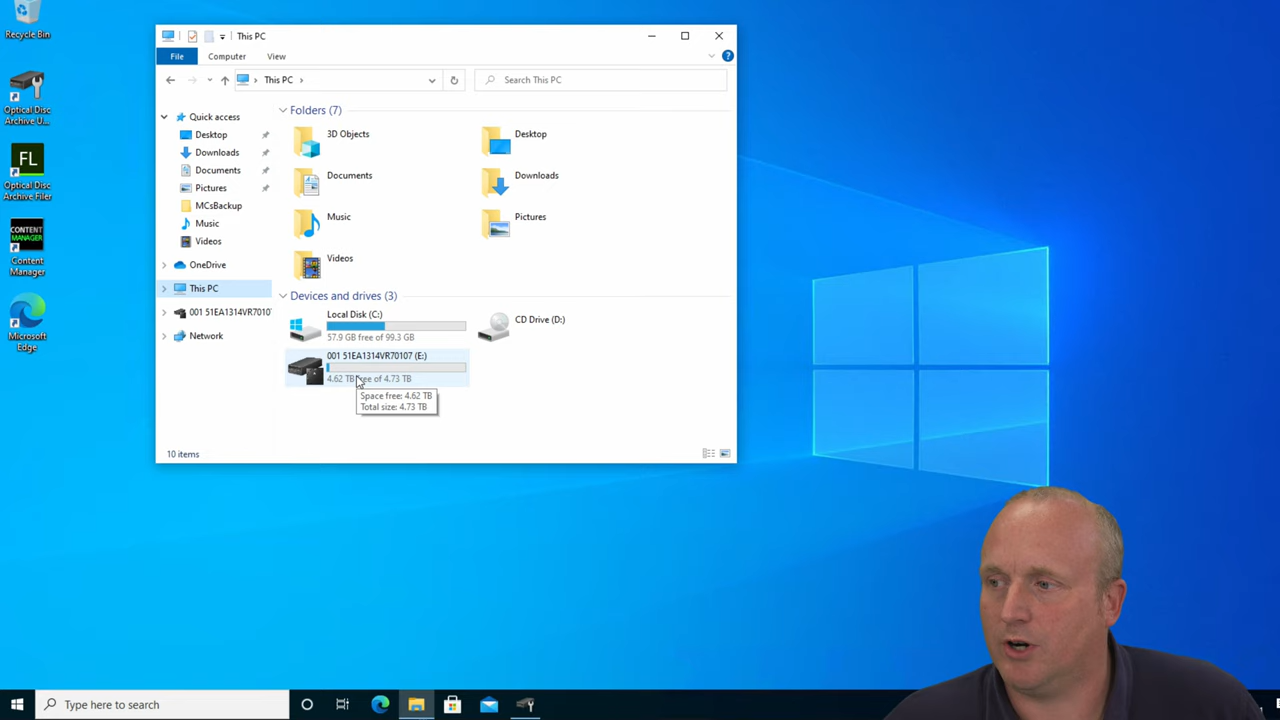 Recycle Bin
Optical Disc
Archive U...
FL
Optical Disc
Archive Filer
CONTENT
MANAGER
Content
Manager
Microsoft
Edge
This PC
File
Computer
View
This PC
Search This PC
Quick access
Desktop
Downloads
Documents
Pictures
MCsBackup
Music
Videos
OneDrive
This PC
001 51EA1314VR7010
Network
Folders (7)
3D Objects
Desktop
Documents
Downloads
Music
Pictures
Videos
Devices and drives (3)
Local Disk (C:)
57.9 GB free of 99.3 GB
CD Drive (D:)
001 51EA1314VR70107 (E:)
4.62 TB free of 4.73 TB
Space free: 4.62 TB
Total size: 4.73 TB
10 items
Type here to search